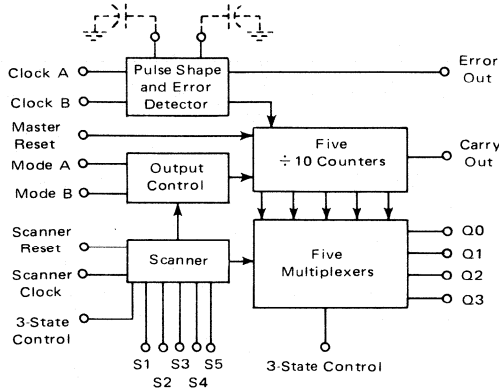 Clock A
Clock B
Pulse Shape
and Error
Detector
Error
Out
Master
Reset
Five
÷10 Counters
Carry
Out
Mode A
Mode B
Output
Control
Scanner
Reset
Scanner
Clock
Scanner
Five
Multiplexers
Q0
Q1
Q2
Q3
3-State
Control
S1
S2
S3
S4
S5
3-State Control